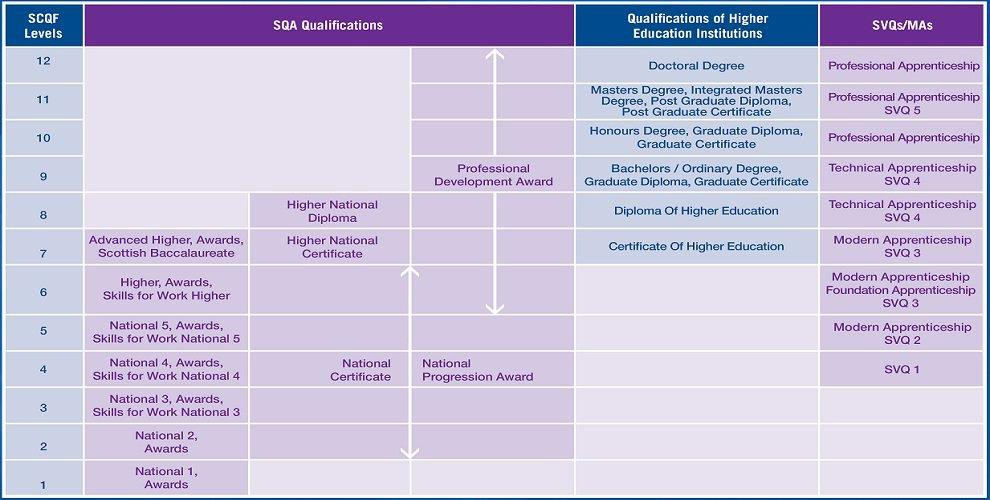 SCQF
Levels
SQA Qualifications
Qualifications of Higher
Education Institutions
SVQs/MAs
12
Doctoral Degree
Professional Apprenticeship
11
Masters Degree, Integrated Masters
Degree, Post Graduate Diploma,
Post Graduate Certificate
Professional Apprenticeship
SVQ 5
10
Honours Degree, Graduate Diploma,
Graduate Certificate
Professional Apprenticeship
9
Professional
Development Award
Bachelors / Ordinary Degree,
Graduate Diploma, Graduate Certificate
Technical Apprenticeship
SVQ 4
8
Higher National
Diploma
Diploma Of Higher Education
Technical Apprenticeship
SVQ 4
7
Advanced Higher, Awards,
Scottish Baccalaureate
Higher National
Certificate
Certificate Of Higher Education
Modern Apprenticeship
SVQ 3
6
Higher, Awards,
Skills for Work Higher
Modern Apprenticeship
Foundation Apprenticeship
SVQ 3
5
National 5, Awards,
Skills for Work National 5
Modern Apprenticeship
SVQ 2
4
National 4, Awards,
Skills for Work National 4
National
Certificate
National
Progression Award
SVQ 1
3
National 3, Awards,
Skills for Work National 3
2
National 2,
Awards
1
National 1,
Awards